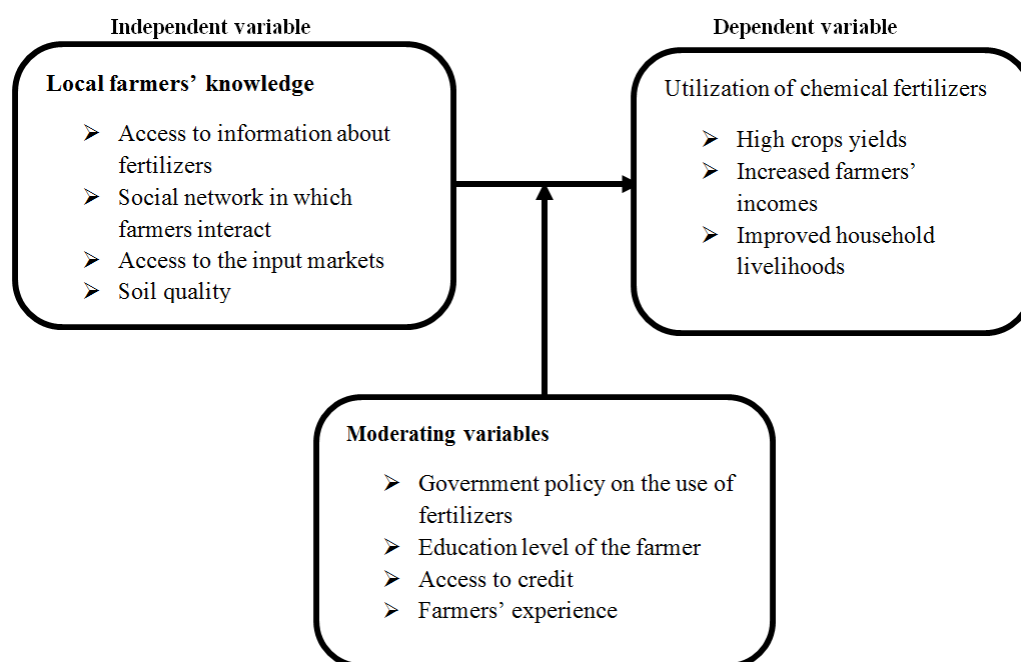 Independent variable
Local farmers’ knowledge
➢ Access to information about
fertilizers
➢ Social network in which
farmers interact
➢ Access to the input markets
➢ Soil quality
Dependent variable
Utilization of chemical fertilizers
➢ High crops yields
➢ Increased farmers’
incomes
➢ Improved household
livelihoods
Moderating variables
➢ Government policy on the use of
fertilizers
➢ Education level of the farmer
➢ Access to credit
➢ Farmers’ experience